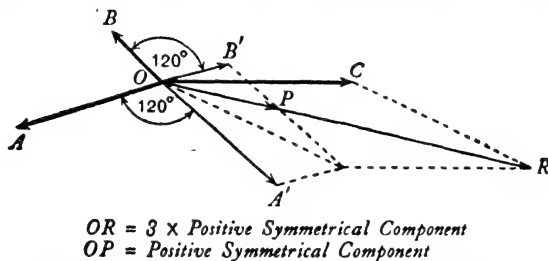 B
120°
B'
C
O
P
120°
A
R
A'
OR = 3 × Positive Symmetrical Component
OP = Positive Symmetrical Component